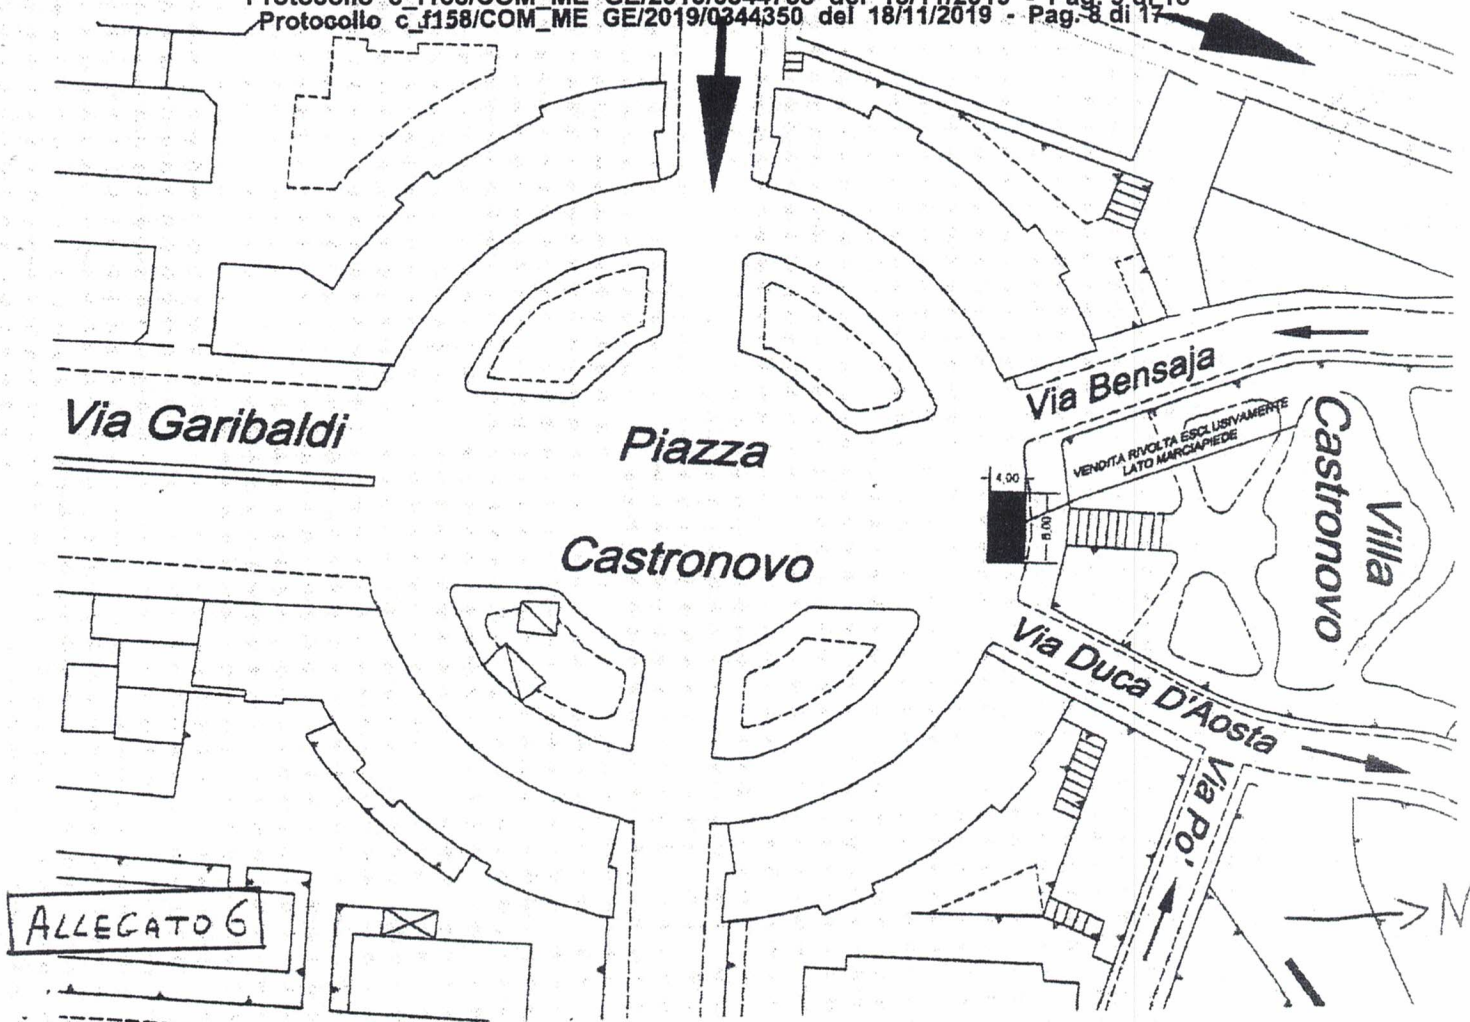 Protocollo c_f158/COM_ME GE/2019/0344350 del 18/11/2019 - Pag. 8 di 17
Via Garibaldi
Piazza
Castronovo
Via Bensaja
VENDITA RIVOLTA ESCLUSIVAMENTE
LATO MARCIAPIEDE
4,00
8,00
Villa
Castronovo
Via Duca D'Aosta
Via Po'
ALLEGATO 6
N